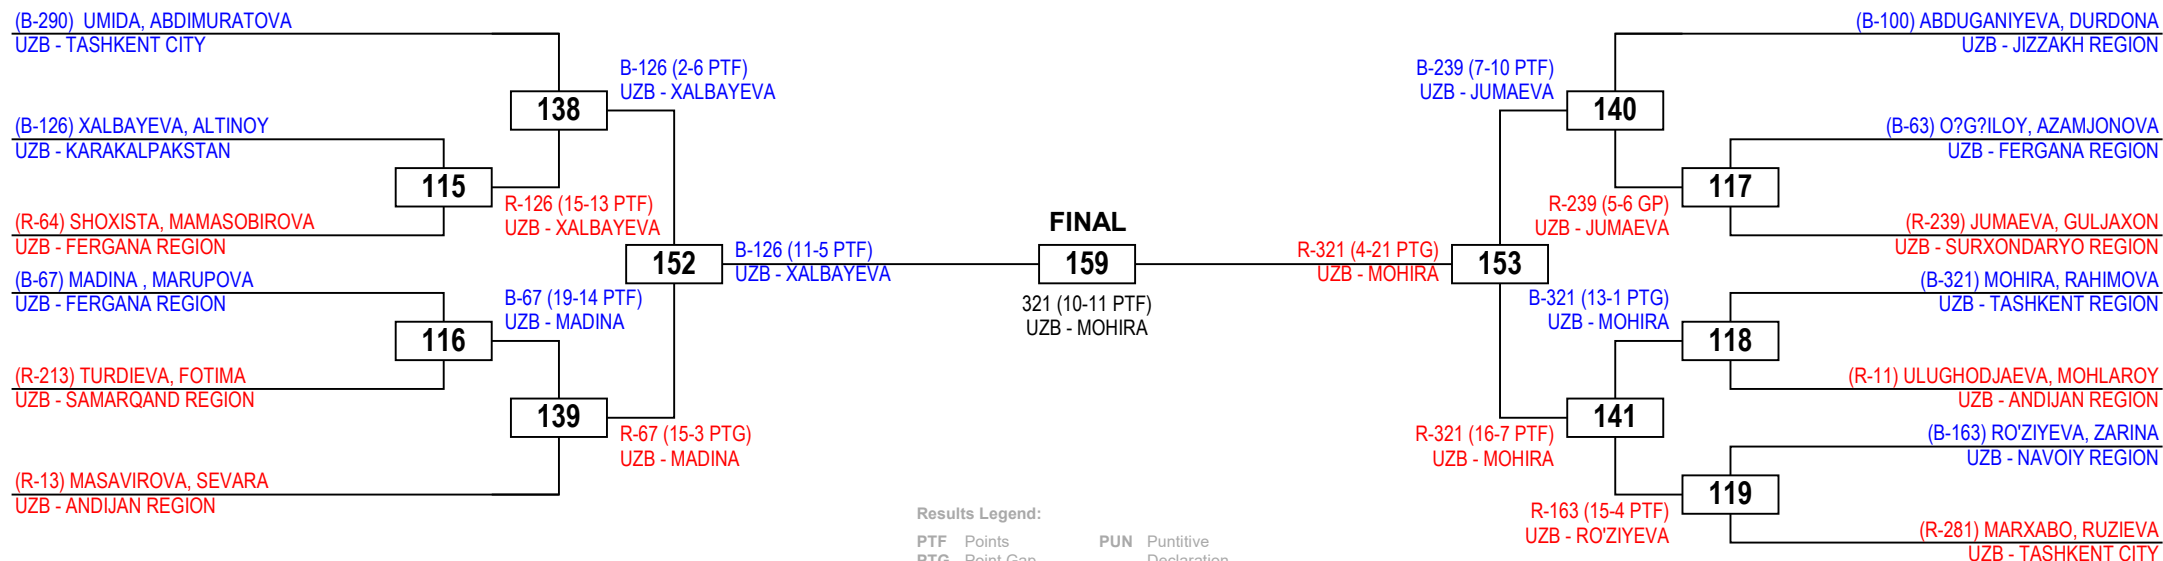 (B-290)  UMIDA, ABDIMURATOVA
UZB - TASHKENT CITY
(B-126) XALBAYEVA, ALTINOY
UZB - KARAKALPAKSTAN
(R-64) SHOXISTA, MAMASOBIROVA
UZB - FERGANA REGION
(B-67) MADINA , MARUPOVA
UZB - FERGANA REGION
(R-213) TURDIEVA, FOTIMA
UZB - SAMARQAND REGION
(R-13) MASAVIROVA, SEVARA
UZB - ANDIJAN REGION
115
116
138
R-126 (15-13 PTF)
UZB - XALBAYEVA
B-67 (19-14 PTF)
UZB - MADINA
139
B-126 (2-6 PTF)
UZB - XALBAYEVA
152
R-67 (15-3 PTG)
UZB - MADINA
B-126 (11-5 PTF)
UZB - XALBAYEVA
FINAL
159
321 (10-11 PTF)
UZB - MOHIRA
R-321 (4-21 PTG)
UZB - MOHIRA
B-239 (7-10 PTF)
UZB - JUMAEVA
153
R-321 (16-7 PTF)
UZB - MOHIRA
140
R-239 (5-6 GP)
UZB - JUMAEVA
B-321 (13-1 PTG)
UZB - MOHIRA
141
R-163 (15-4 PTF)
UZB - RO'ZIYEVA
117
118
119
(B-100) ABDUGANIYEVA, DURDONA
UZB - JIZZAKH REGION
(B-63) O?G?ILOY, AZAMJONOVA
UZB - FERGANA REGION
(R-239) JUMAEVA, GULJAXON
UZB - SURXONDARYO REGION
(B-321) MOHIRA, RAHIMOVA
UZB - TASHKENT REGION
(R-11) ULUGHODJAEVA, MOHLAROY
UZB - ANDIJAN REGION
(B-163) RO'ZIYEVA, ZARINA
UZB - NAVOIY REGION
(R-281) MARXABO, RUZIEVA
UZB - TASHKENT CITY
Results Legend:
PTF Points PUN Puntitive
PTG Point Gap Declaration